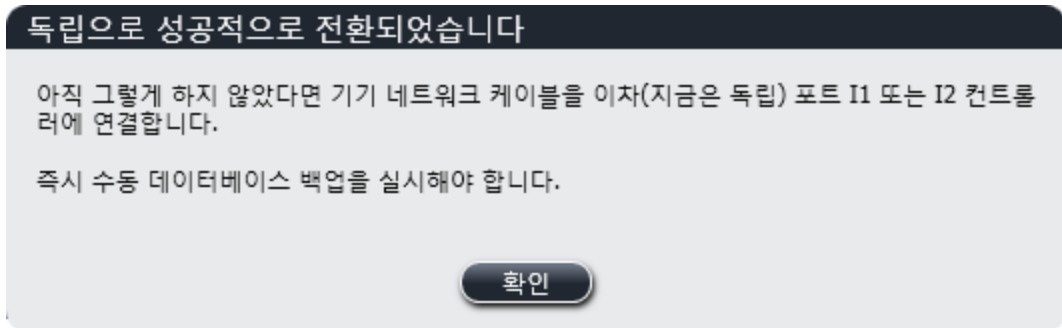 독립으로 성공적으로 전환되었습니다
아직 그렇게 하지 않았다면 기기 네트워크 케이블을 이차(지금은 독립) 포트 I1 또는 I2 컨트롤
러에 연결합니다.
즉시 수동 데이터베이스 백업을 실시해야 합니다.
확인